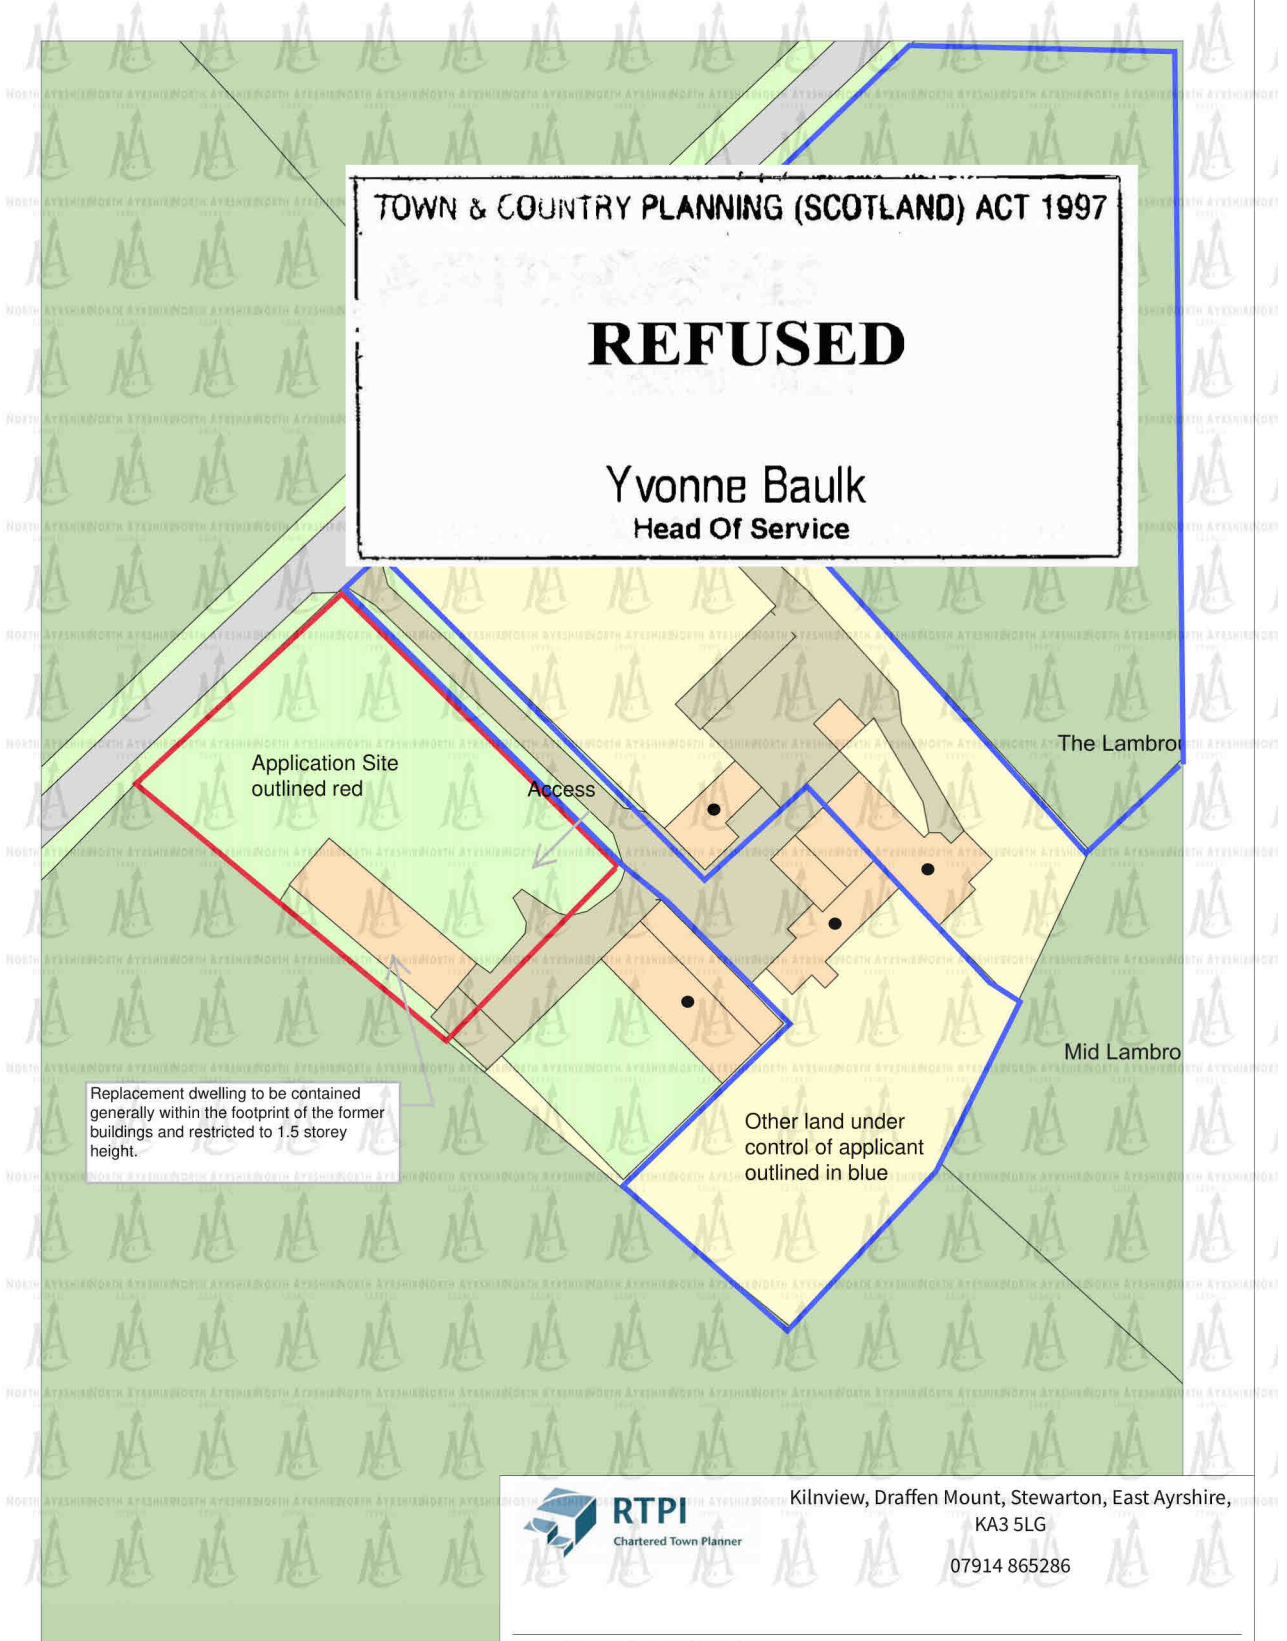 TOWN & COUNTRY PLANNING (SCOTLAND) ACT 1997
REFUSED
Yvonne Baulk
Head Of Service
The Lambrou
Application Site
outlined red
Access
Mid Lambro
Replacement dwelling to be contained
generally within the footprint of the former
buildings and restricted to 1.5 storey
height.
Other land under
control of applicant
outlined in blue
RTPI
Chartered Town Planner
Kilnview, Draffen Mount, Stewarton, East Ayrshire,
KA3 5LG
07914 865286